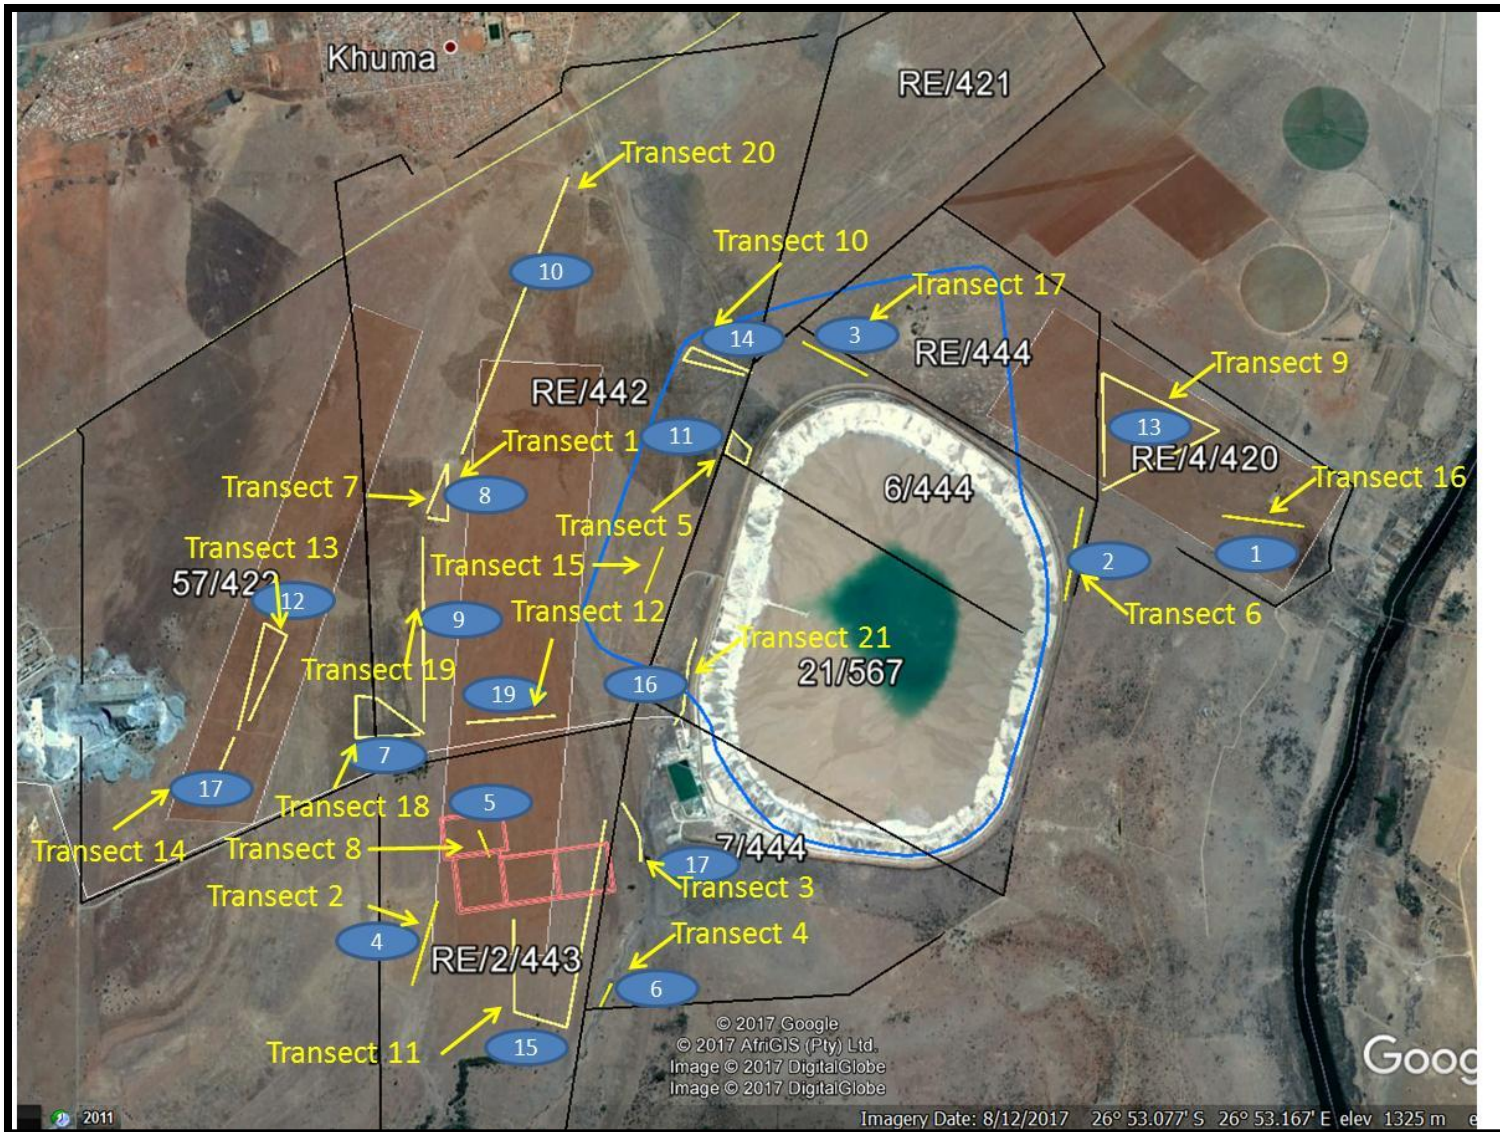 Khuma
RE/421
Transect 20
Transect 10
10
Transect 17
14
3
RE/444
Transect 9
RE/442
13
11
Transect 1
RE/4/420
Transect 7
8
6/444
Transect 16
Transect 5
Transect 13
Transect 15
1
2
57/422
12
Transect 12
Transect 6
9
Transect 21
Transect 19
21/567
16
19
7
17
5
Transect 18
Transect 14
Transect 8
7/444
17
Transect 3
Transect 2
4
Transect 4
RE/2/443
6
15
Transect 11
© 2017 Google
© 2017 AfriGIS (Pty) Ltd.
Image © 2017 DigitalGlobe
Image © 2017 DigitalGlobe
Goog
2011
Imagery Date: 8/12/2017 26° 53.077' S 26° 53.167' E elev 1325 m e